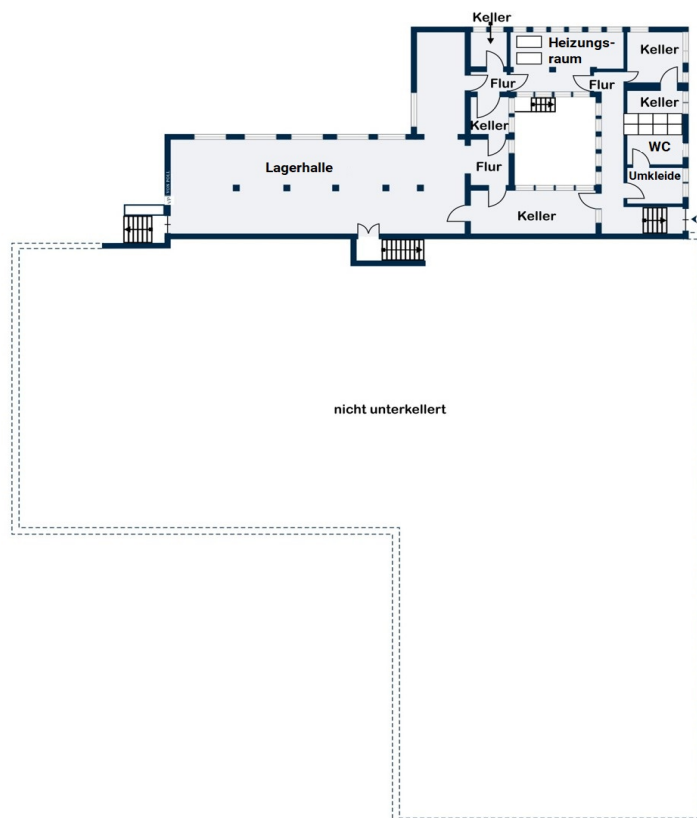 Keller
Heizungs-
raum
Keller
Flur
Flur
Keller
Keller
WC
Lagerhalle
Flur
Umkleide
Keller
nicht unterkellert